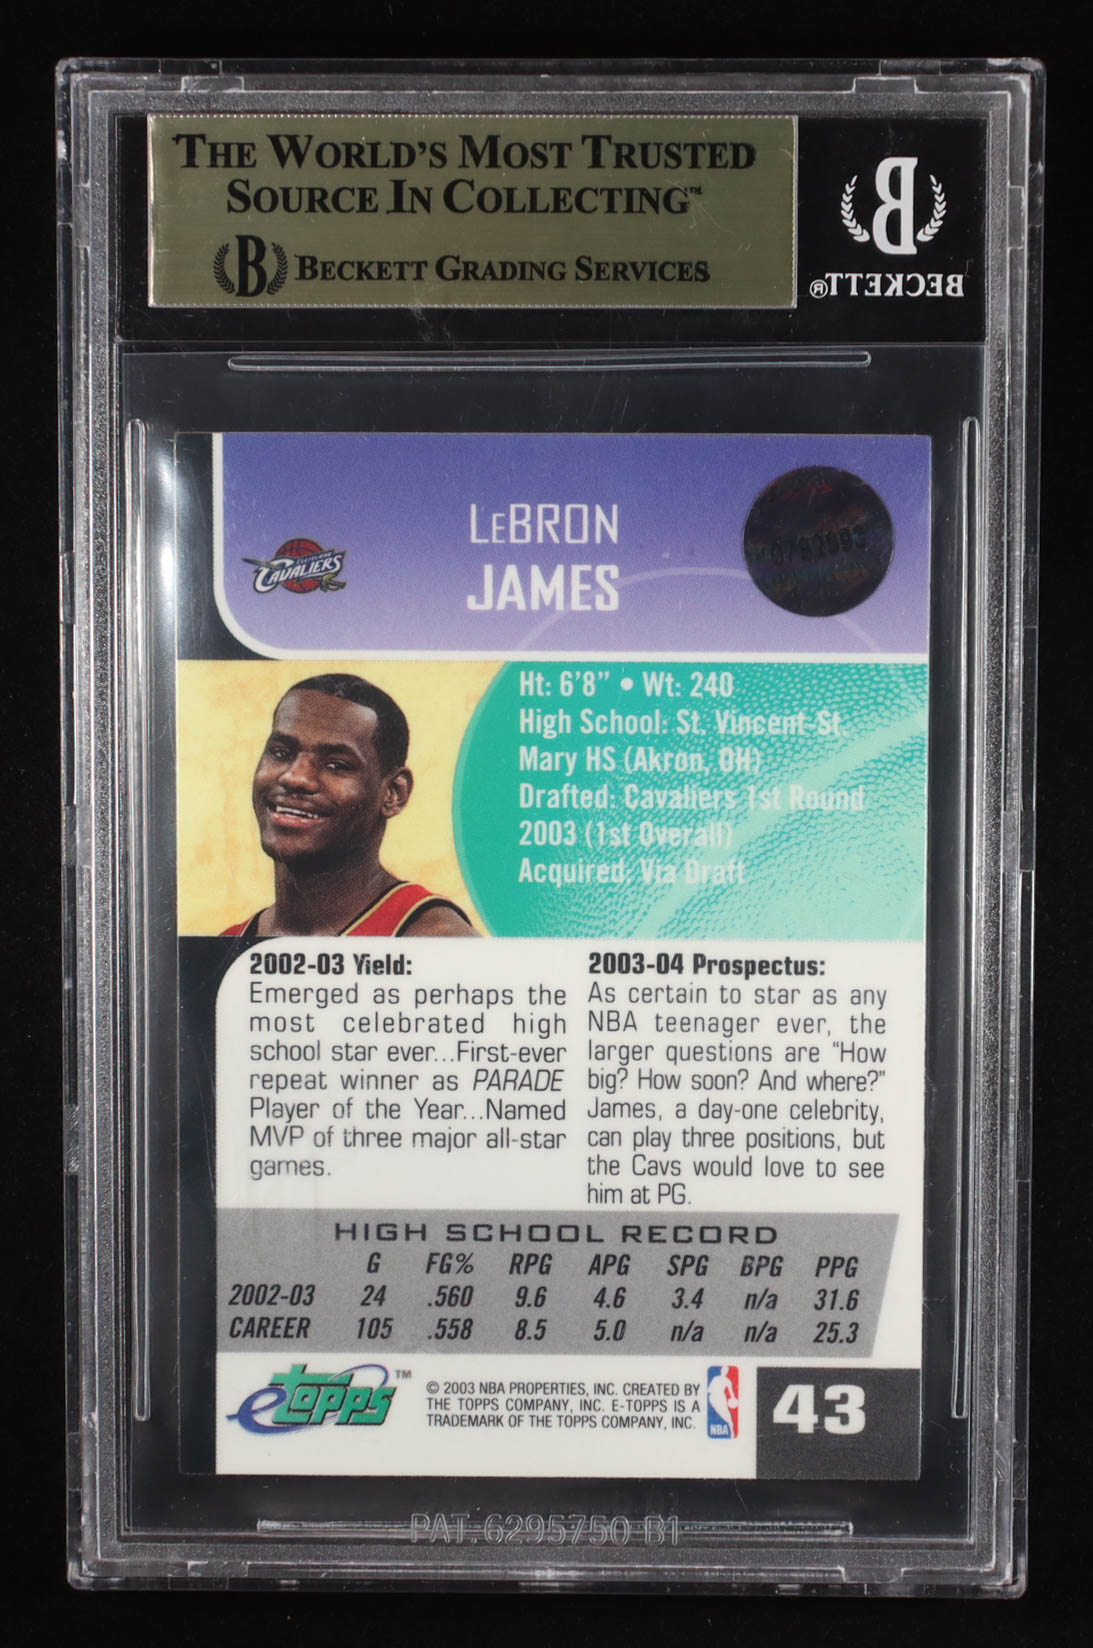 THE WORLD'S MOST TRUSTED
SOURCE IN COLLECTING™
B BECKETT GRADING SERVICES
B
BECKETT®
LeBRON
JAMES
CAVALIERS
Ht: 6'8" • Wt: 240
High School: St. Vincent-St.
Mary HS (Akron, OH)
Drafted: Cavaliers 1st Round
2003 (1st Overall)
Acquired: Via Draft
2002-03 Yield:
Emerged as perhaps the
most celebrated high
school star ever...First-ever
repeat winner as PARADE
Player of the Year...Named
MVP of three major all-star
games.
2003-04 Prospectus:
As certain to star as any
NBA teenager ever, the
larger questions are "How
big? How soon? And where?"
James, a day-one celebrity,
can play three positions, but
the Cavs would love to see
him at PG.
HIGH SCHOOL RECORD
G FG% RPG APG SPG BPG PPG
2002-03 24 .560 9.6 4.6 3.4 n/a 31.6
CAREER 105 .558 8.5 5.0 n/a n/a 25.3
etopps™
© 2003 NBA PROPERTIES, INC. CREATED BY
THE TOPPS COMPANY, INC. E-TOPPS IS A
TRADEMARK OF THE TOPPS COMPANY, INC.
NBA
43
PAT. 6295750 B1